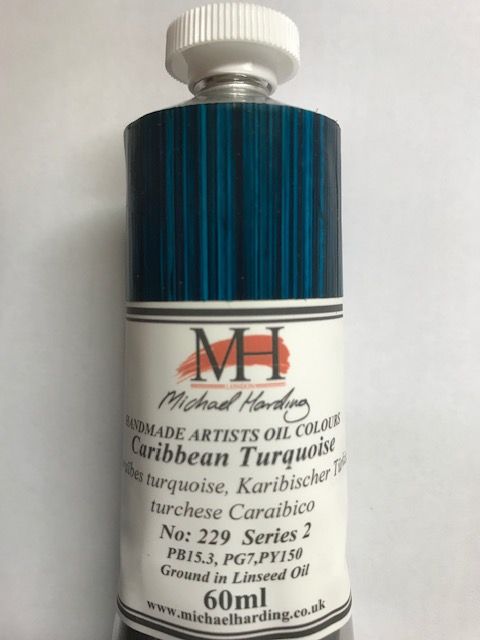 MH
LONDON
Michael Harding
HANDMADE ARTISTS OIL COLOURS
Caribbean Turquoise
turquoise, Karibischer
turchese Caraibico
No: 229 Series 2
PB15.3, PG7,PY150
Ground in Linseed Oil
60ml
www.michaelharding.co.uk